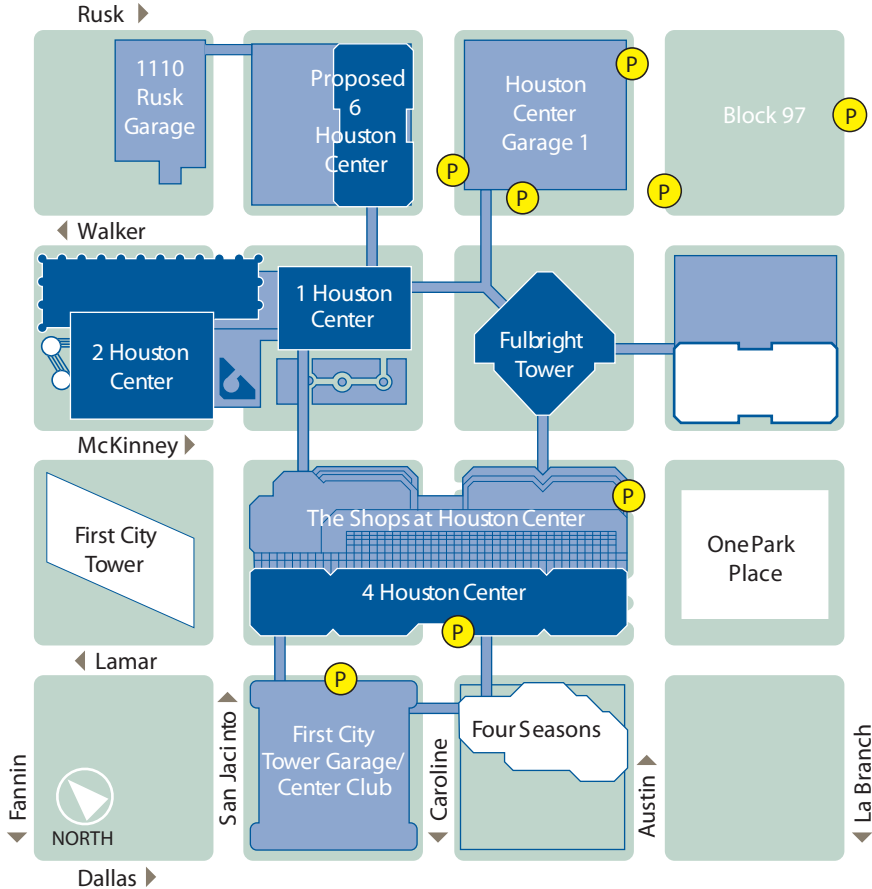 Rusk
1110
Rusk
Garage
Proposed
6
Houston
Center
Houston
Center
Garage 1
P
Block 97
P
P
P
P
Walker
1 Houston
Center
2 Houston
Center
Fulbright
Tower
McKinney
P
The Shops at Houston Center
First City
Tower
One Park
Place
4 Houston Center
P
Lamar
P
San Jacinto
First City
Tower Garage/
Center Club
Caroline
Four Seasons
Austin
Fannin
La Branch
NORTH
Dallas